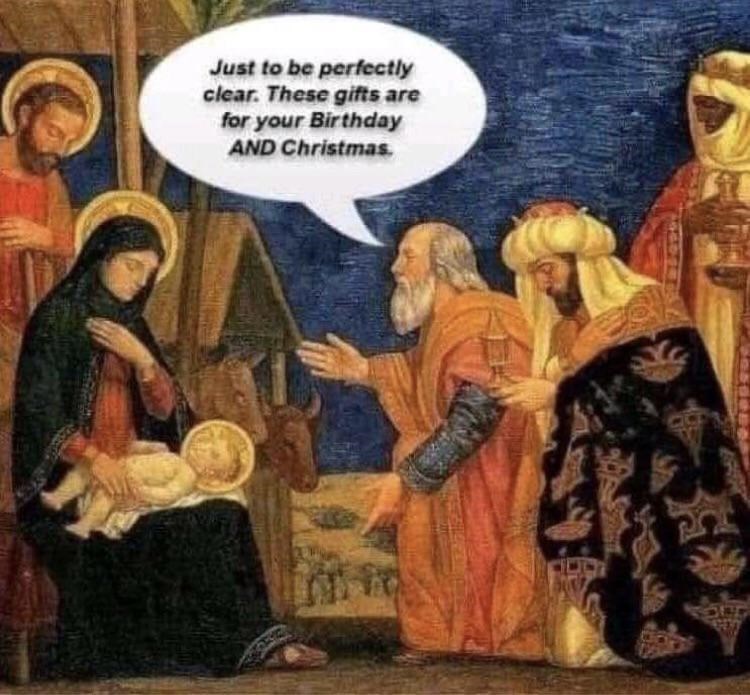 Just to be perfectly
clear. These gifts are
for your Birthday
AND Christmas.